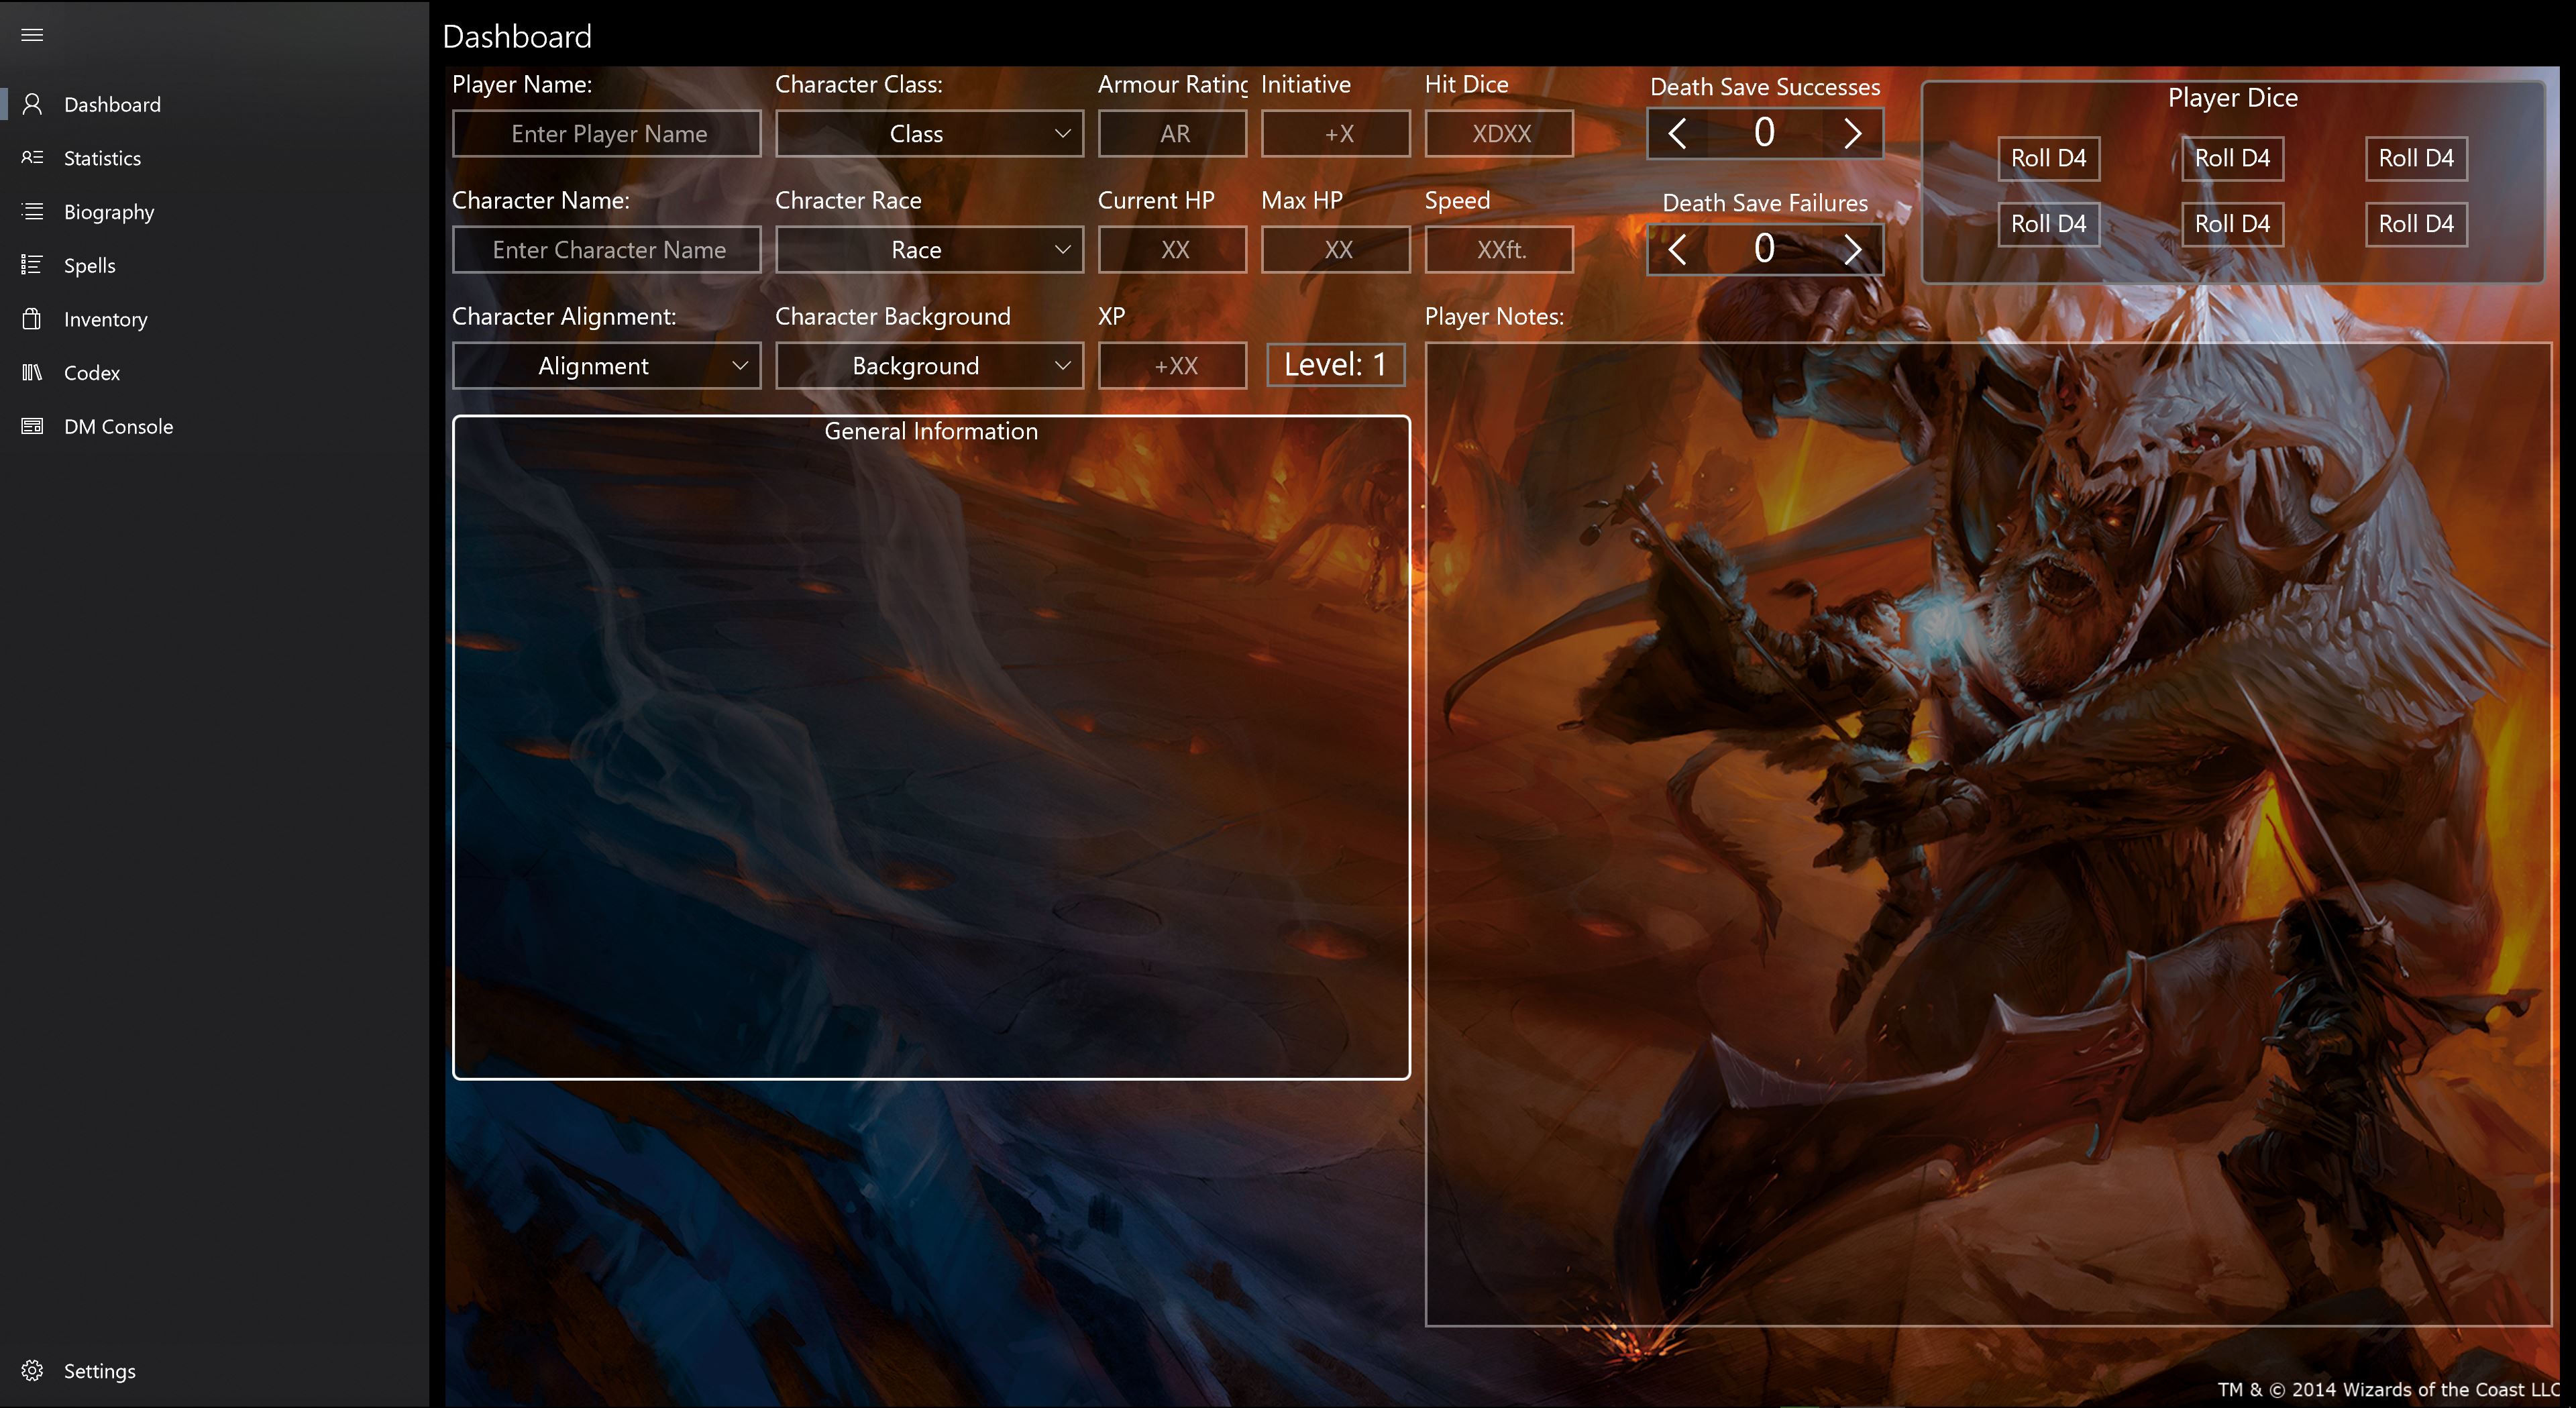 Dashboard
Dashboard
Statistics
Biography
Spells
Inventory
Codex
DM Console
Settings
Player Name:
Character Class:
Armour Rating
Initiative
Hit Dice
Death Save Successes
Player Dice
Enter Player Name
Class
AR
+X
XDXX
0
Roll D4
Roll D4
Roll D4
Character Name:
Chracter Race
Current HP
Max HP
Speed
Death Save Failures
Roll D4
Roll D4
Roll D4
Enter Character Name
Race
XX
XX
XXft.
0
Character Alignment:
Character Background
XP
Player Notes:
Alignment
Background
+XX
Level: 1
General Information
TM & © 2014 Wizards of the Coast LLC